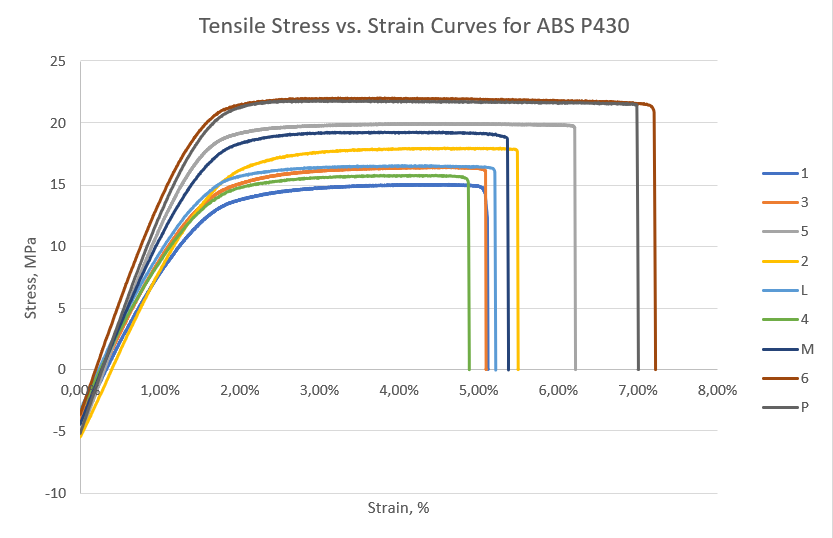 Tensile Stress vs. Strain Curves for ABS P430
25
20
15
10
5
0
-5
-10
0,00% 1,00% 2,00% 3,00% 4,00% 5,00% 6,00% 7,00% 8,00%
Stress, MPa
Strain, %
1
3
5
2
L
4
M
6
P